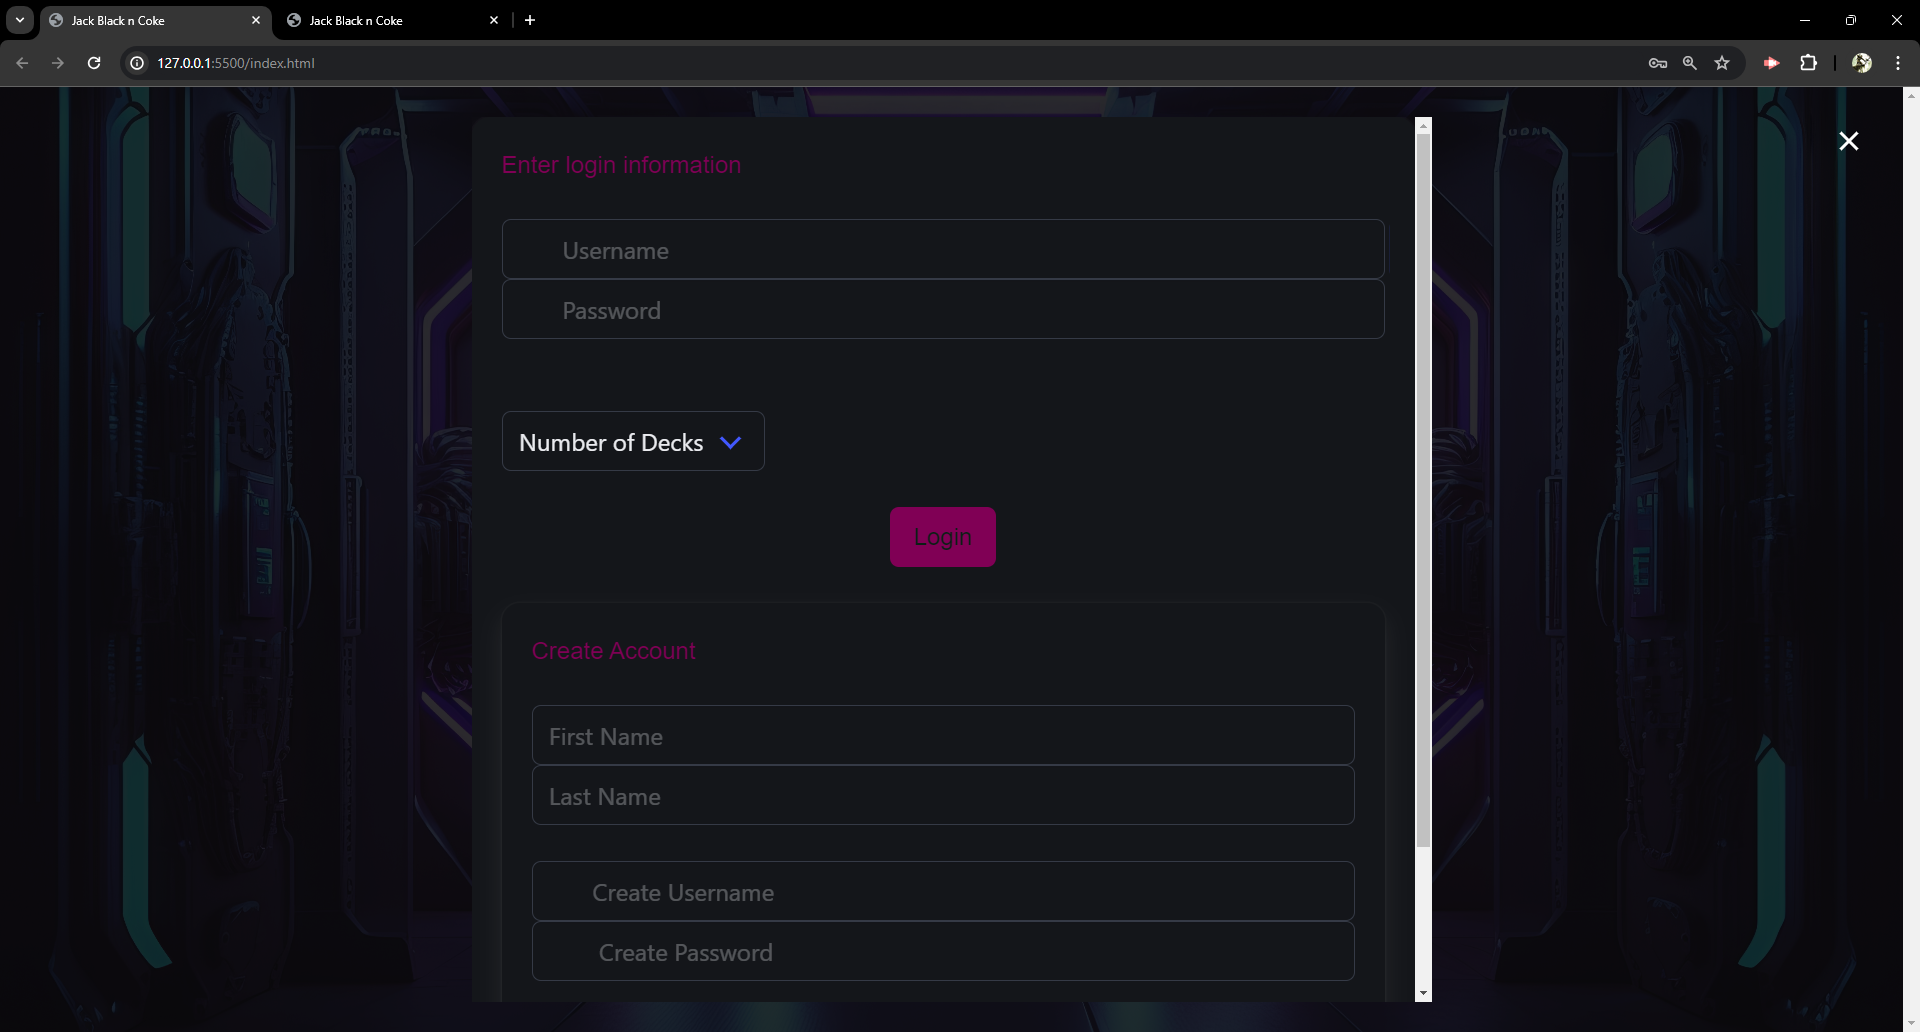 Jack Black n Coke
Jack Black n Coke
127.0.0.1:5500/index.html
Enter login information
Username
Password
Number of Decks
Login
Create Account
First Name
Last Name
Create Username
Create Password